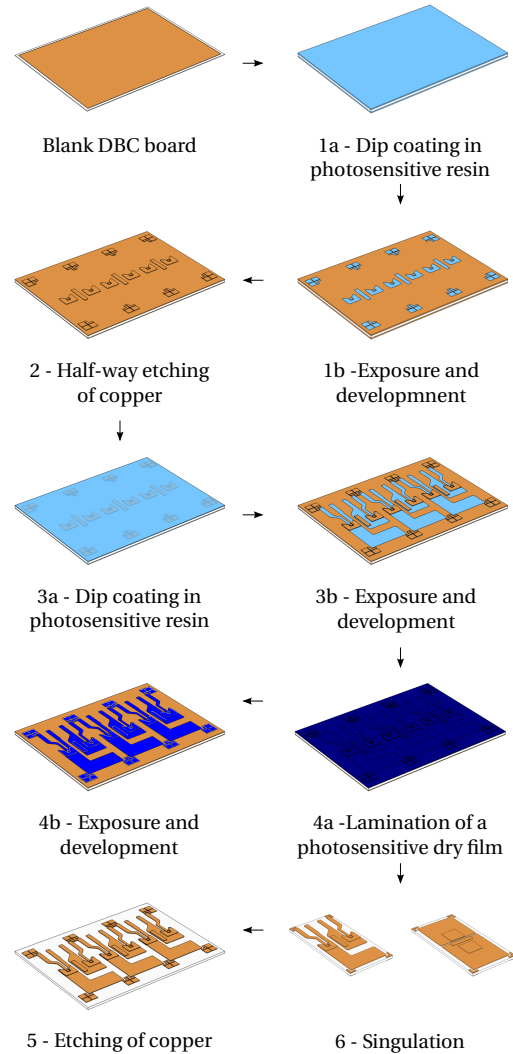 Blank DBC board
1a - Dip coating in
photosensitive resin
2 - Half-way etching
of copper
1b -Exposure and
developmnent
3a - Dip coating in
photosensitive resin
3b - Exposure and
development
4b - Exposure and
development
4a -Lamination of a
photosensitive dry film
5 - Etching of copper
6 - Singulation